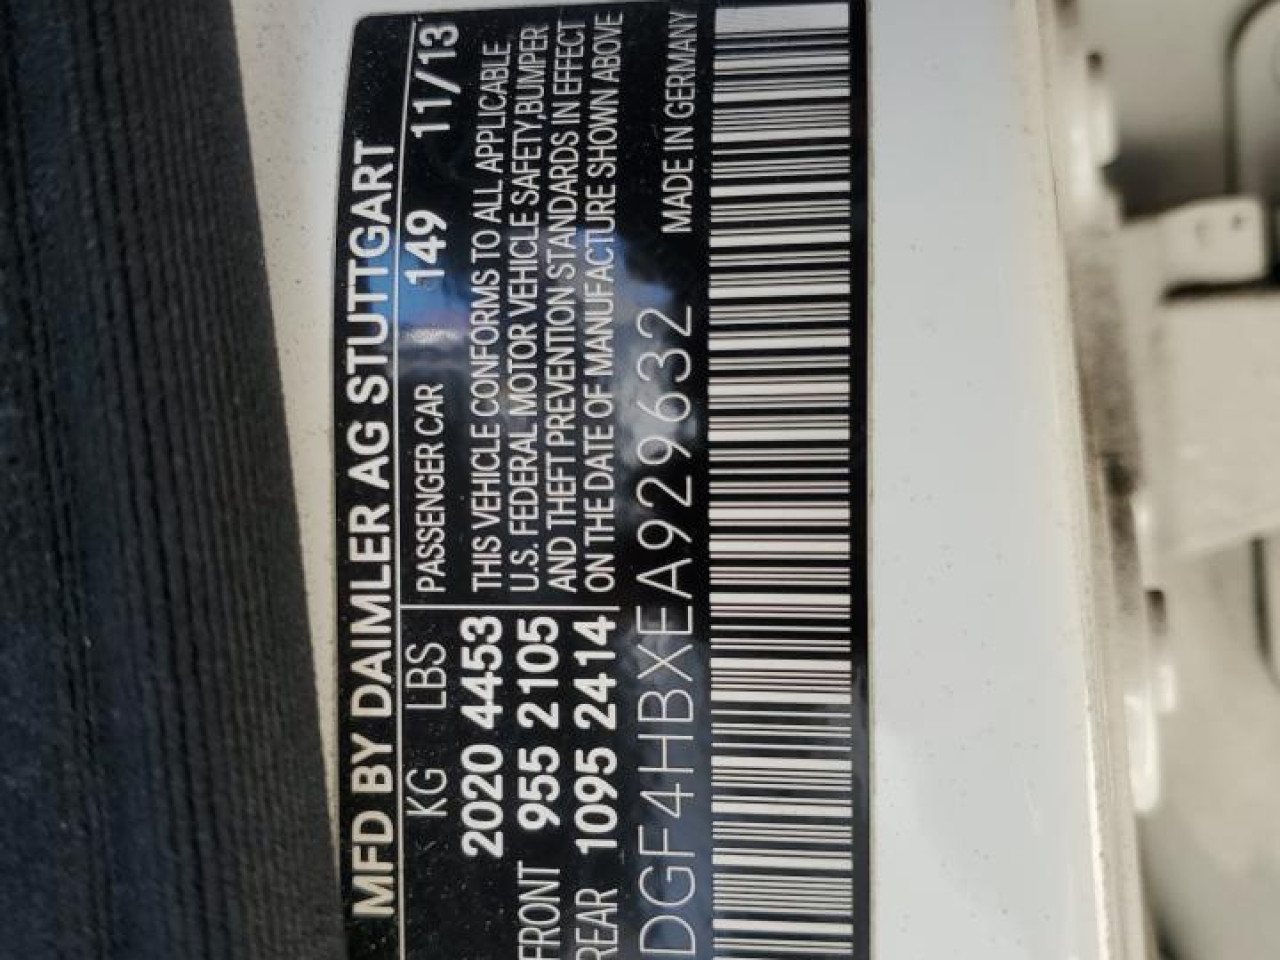 MFD BY DAIMLER AG STUTTGART
KG LBS PASSENGER CAR 149 11/13
2020 4453 THIS VEHICLE CONFORMS TO ALL APPLICABLE
U.S. FEDERAL MOTOR VEHICLE SAFETY,BUMPER
FRONT 955 2105 AND THEFT PREVENTION STANDARDS IN EFFECT
REAR 1095 2414 ON THE DATE OF MANUFACTURE SHOWN ABOVE
DGF4HBXEA929632 MADE IN GERMANY